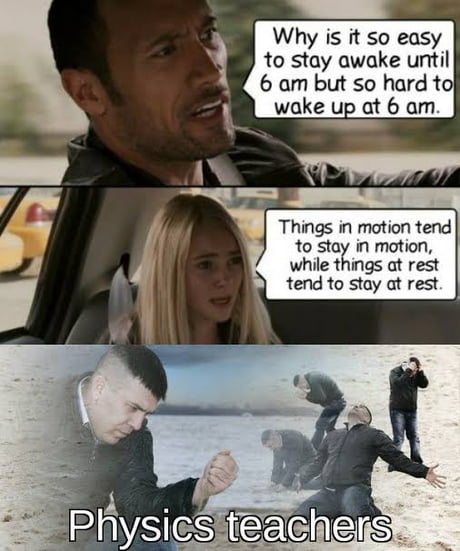 Why is it so easy
to stay awake until
6 am but so hard to
wake up at 6 am.
Things in motion tend
to stay in motion,
while things at rest
tend to stay at rest.
Physics teachers